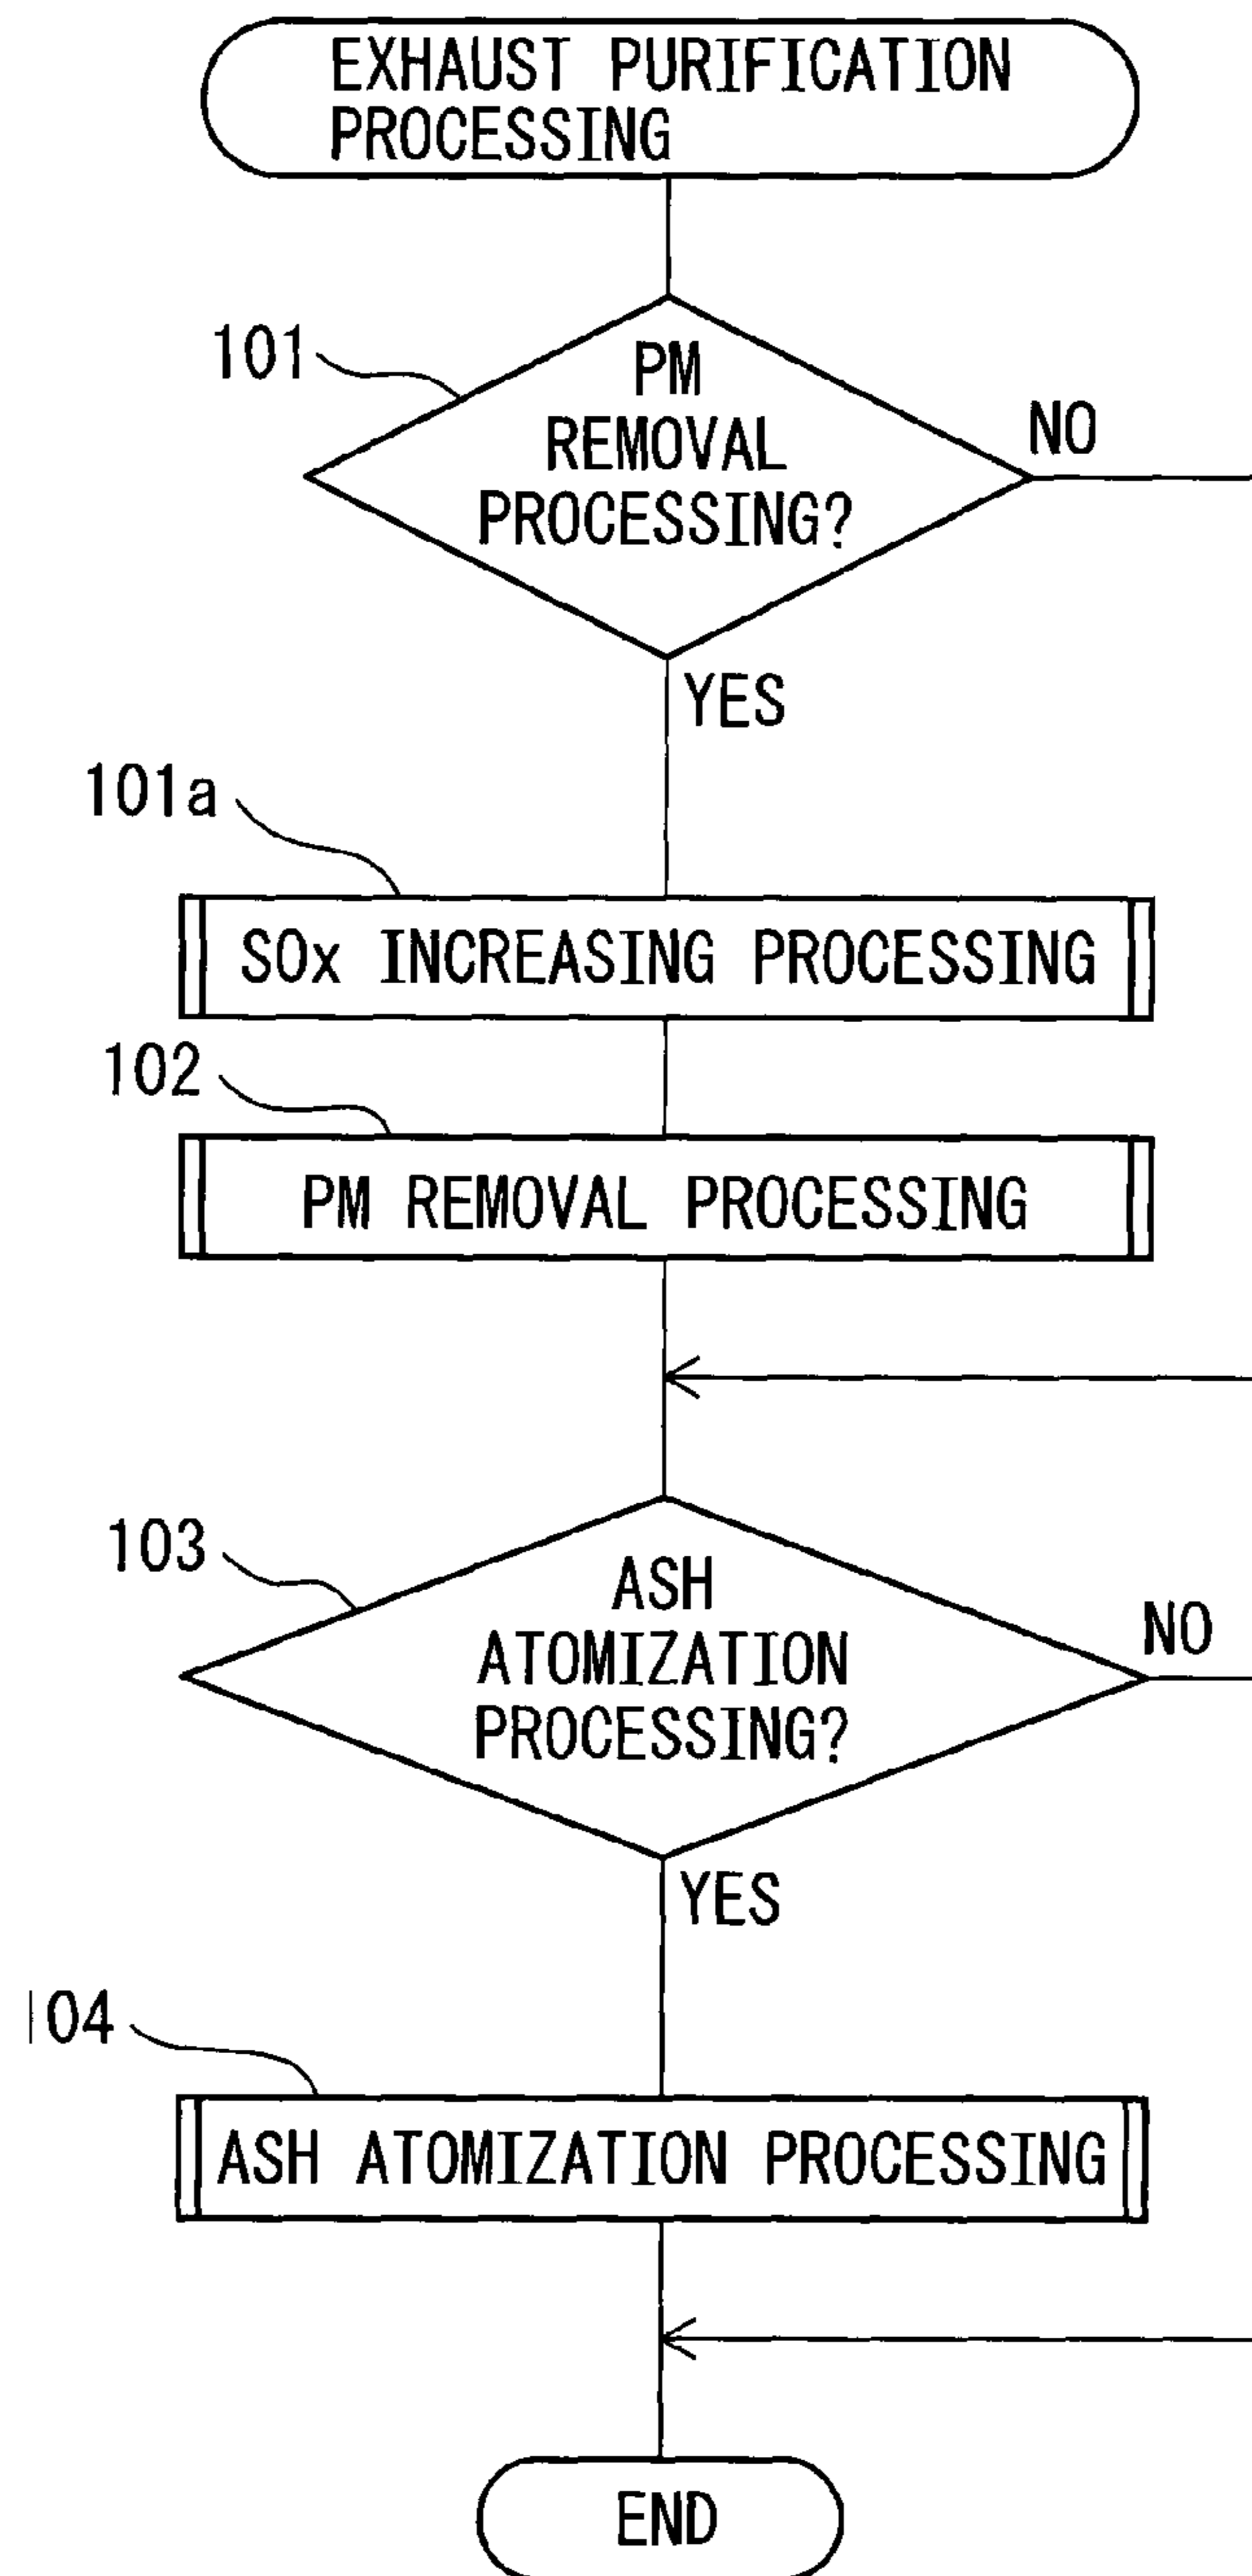 EXHAUST PURIFICATION
PROCESSING
101
PM
REMOVAL
PROCESSING?
NO
YES
101a
SOx INCREASING PROCESSING
102
PM REMOVAL PROCESSING
103
ASH
ATOMIZATION
PROCESSING?
NO
YES
104
ASH ATOMIZATION PROCESSING
END